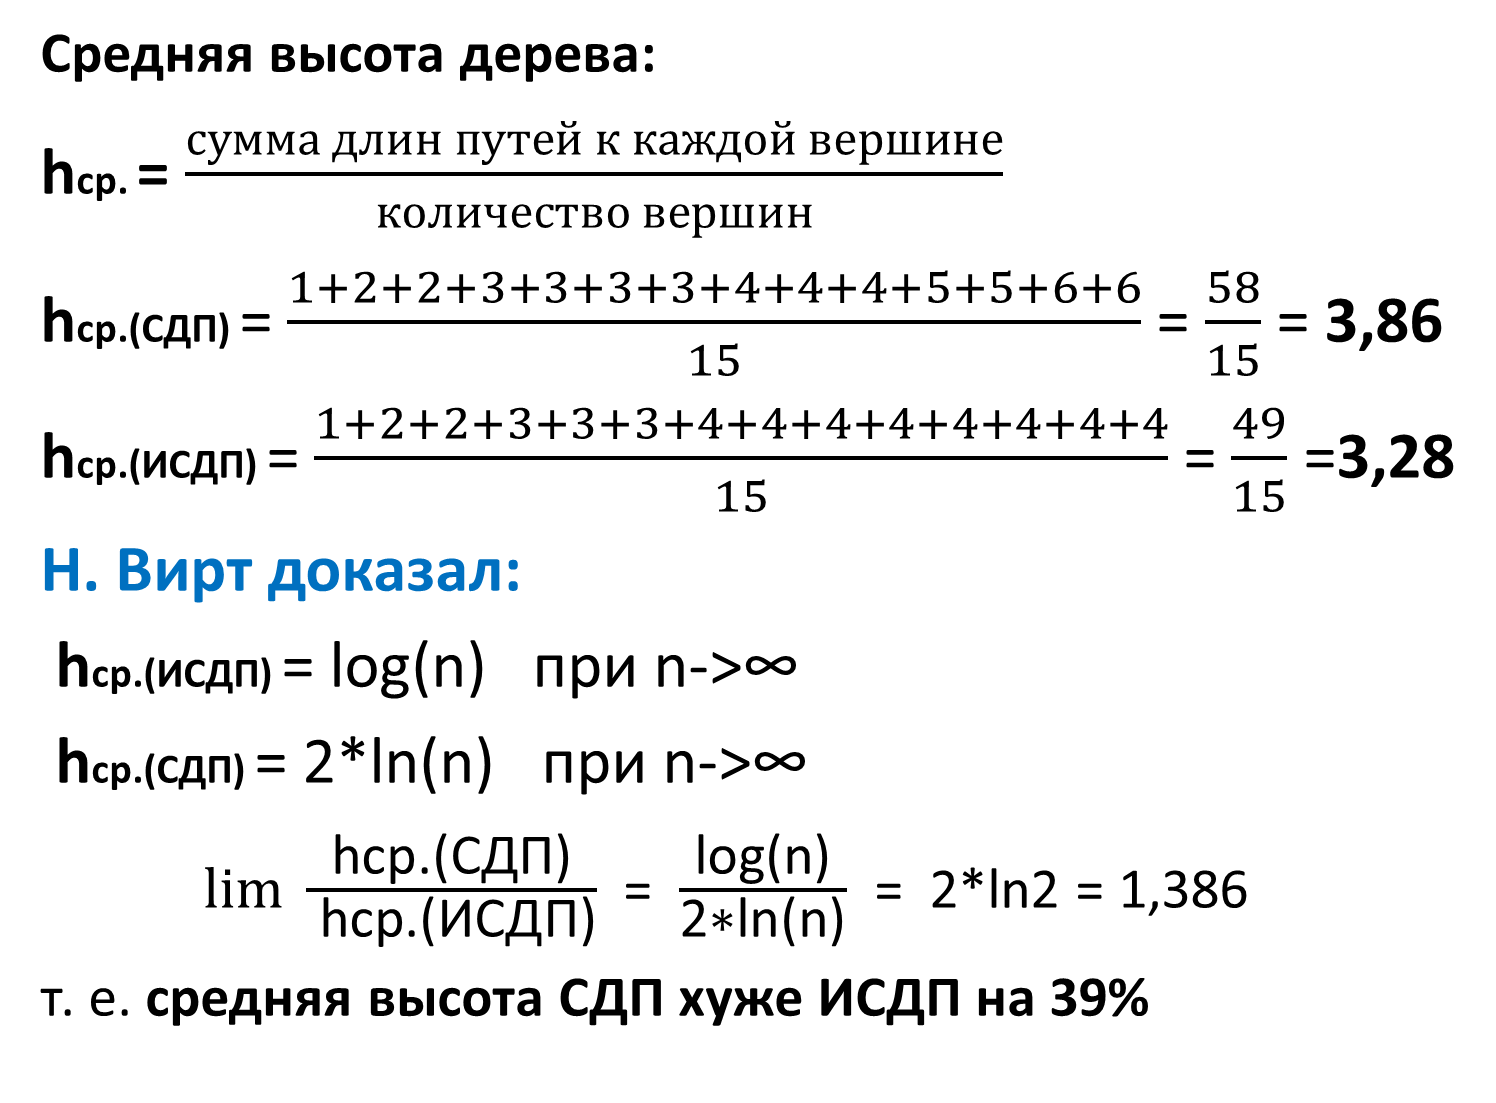 Средняя высота дерева:
hср. = сумма длин путей к каждой вершине
количество вершин
hср.(СДП) = 1+2+2+3+3+3+3+4+4+4+5+5+6+6 / 15 = 58 / 15 = 3,86
hср.(ИСДП) = 1+2+2+3+3+3+4+4+4+4+4+4+4+4 / 15 = 49 / 15 =3,28
Н. Вирт доказал:
hср.(ИСДП) = log(n) при n->∞
hср.(СДП) = 2*ln(n) при n->∞
lim hср.(СДП) / hср.(ИСДП) = log(n) / 2*ln(n) = 2*ln2 = 1,386
т. е. средняя высота СДП хуже ИСДП на 39%